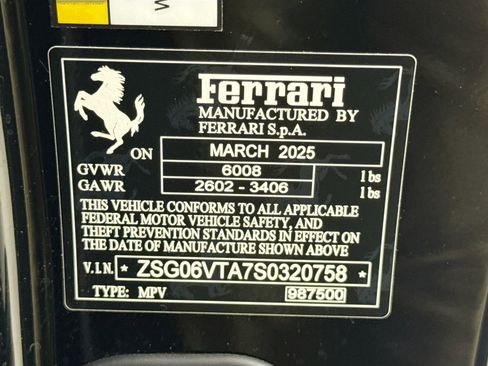 W
Ferrari
MANUFACTURED BY
FERRARI S.p.A.
ON MARCH 2025
GVWR 6008 lbs
GAWR 2602 - 3406 lbs
THIS VEHICLE CONFORMS TO ALL APPLICABLE
FEDERAL MOTOR VEHICLE SAFETY, AND
THEFT PREVENTION STANDARDS IN EFFECT ON
THE DATE OF MANUFACTURE SHOWN ABOVE
V.I.N. * ZSG06VTA7S0320758 *
TYPE: MPV 987500